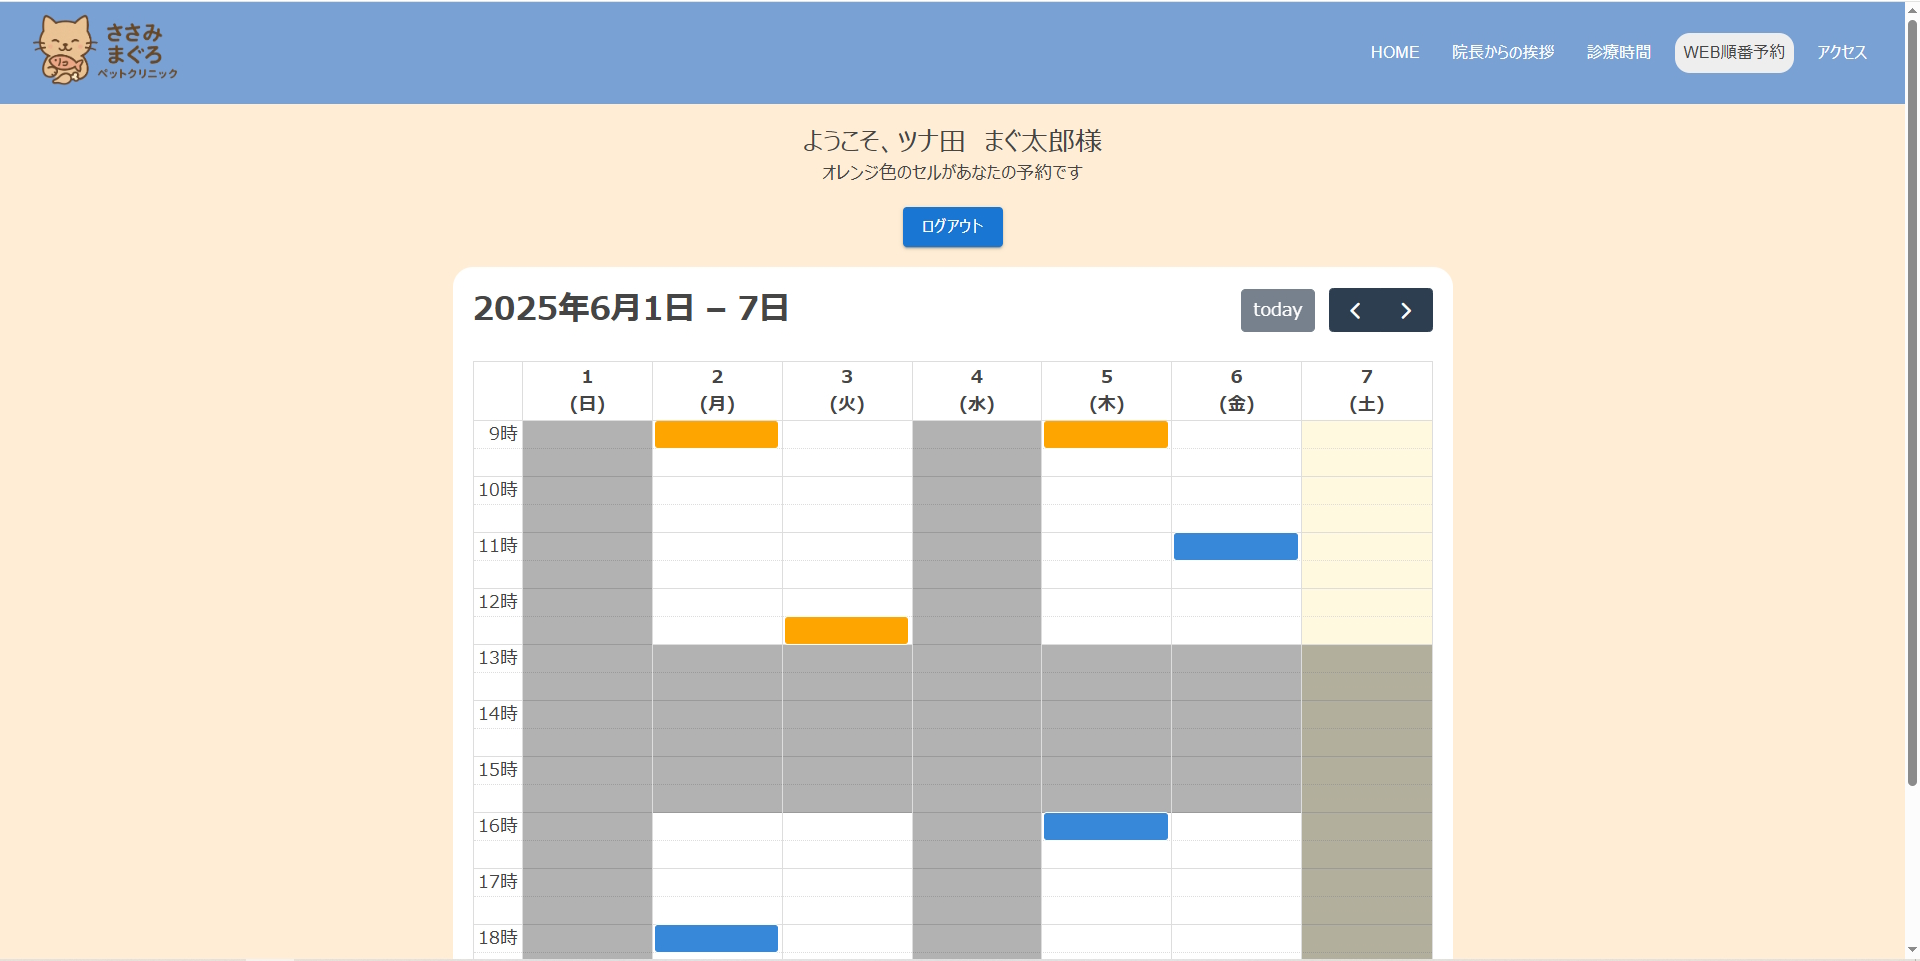 ささみ
まぐろ
ペットクリニック
HOME
院長からの挨拶
診療時間
WEB順番予約
アクセス
ようこそ、ツナ田　まぐ太郎様
オレンジ色のセルがあなたの予約です
ログアウト
2025年6月1日 – 7日
today
1 2 3 4 5 6 7
(日) (月) (火) (水) (木) (金) (土)
9時
10時
11時
12時
13時
14時
15時
16時
17時
18時